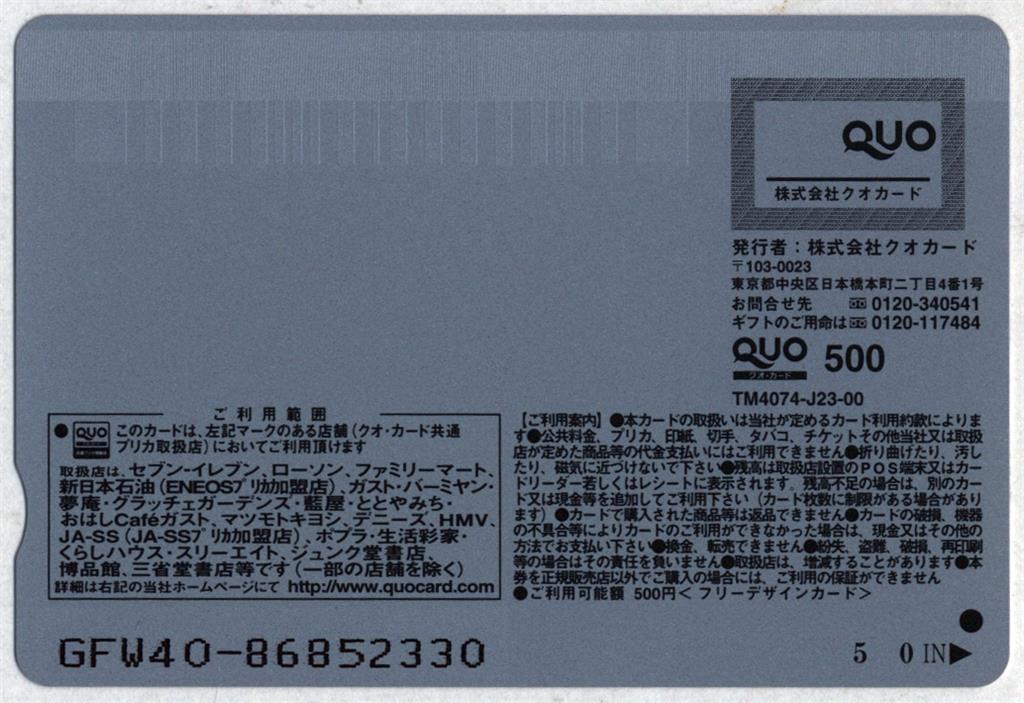 QUO
株式会社クオカード
発行者：株式会社クオカード
〒103-0023
東京都中央区日本橋本町二丁目4番1号
お問合せ先 0120-340541
ギフトのご用命は 0120-117484
QUO 500
クオ・カード
TM4074-J23-00
ご利用範囲
● QUO このカードは、左記マークのある店舗（クオ・カード共通
プリカ取扱店）においてご利用頂けます
取扱店は、セブン-イレブン、ローソン、ファミリーマート、
新日本石油（ENEOSプリカ加盟店）、ガスト・バーミヤン・
夢庵・グラッチェガーデンズ・藍屋・ととやみち・
おはしCaféガスト、マツモトキヨシ、デニーズ、HMV、
JA-SS（JA-SSプリカ加盟店）、ポプラ・生活彩家・
くらしハウス・スリーエイト、ジュンク堂書店、
博品館、三省堂書店等です（一部の店舗を除く）
詳細は右記の当社ホームページにて http://www.quocard.com
【ご利用案内】●本カードの取扱いは当社が定めるカード利用約款によりま
す●公共料金、プリカ、印紙、切手、タバコ、チケットその他当社又は取扱
店が定めた商品等の代金支払いにはご利用できません●折り曲げたり、汚し
たり、磁気に近づけないで下さい●残高は取扱店設置のPOS端末又はカー
ドリーダー若しくはレシートに表示されます。残高不足の場合は、別のカー
ド又は現金等を追加してご利用下さい（カード枚数に制限がある場合があり
ます）●カードで購入された商品等は返品できません●カードの破損、機器
の不具合等によりカードのご利用ができなかった場合は、現金又はその他の
方法でお支払い下さい●換金、転売できません●紛失、盗難、破損、再印刷
等の場合はその責任を負いません●取扱店は、増減することがあります●本
券を正規販売店以外でご購入の場合には、ご利用の保証ができません
●ご利用可能額 500円＜フリーデザインカード＞
GFW40-86852330
5 0 IN▶